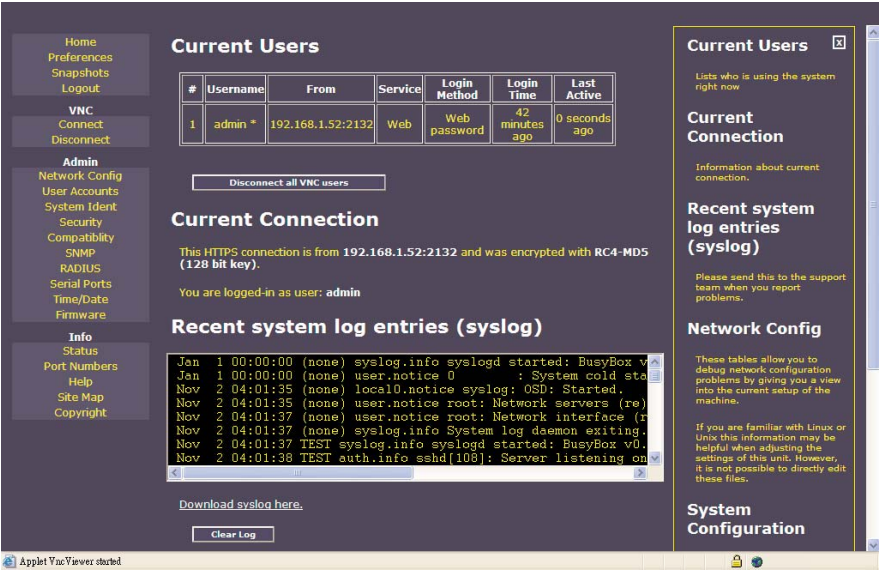 Home
Preferences
Snapshots
Logout
VNC
Connect
Disconnect
Admin
Network Config
User Accounts
System Ident
Security
Compatiblity
SNMP
RADIUS
Serial Ports
Time/Date
Firmware
Info
Status
Port Numbers
Help
Site Map
Copyright
Current Users
# Username From Service Login Method Login Time Last Active
1 admin * 192.168.1.52:2132 Web Web password 42 minutes ago 0 seconds ago
Disconnect all VNC users
Current Connection
This HTTPS connection is from 192.168.1.52:2132 and was encrypted with RC4-MD5
(128 bit key).
You are logged-in as user: admin
Recent system log entries (syslog)
Jan 1 00:00:00 (none) syslog.info syslogd started: BusyBox v
Jan 1 00:00:00 (none) user.notice 0 : System cold sta
Nov 2 04:01:35 (none) local0.notice syslog: OSD: Started.
Nov 2 04:01:35 (none) user.notice root: Network servers (re)
Nov 2 04:01:37 (none) user.notice root: Network interface (r
Nov 2 04:01:37 (none) syslog.info System log daemon exiting.
Nov 2 04:01:37 TEST syslog.info syslogd started: BusyBox v0.
Nov 2 04:01:38 TEST auth.info sshd[108]: Server listening on
Download syslog here.
Clear Log
Current Users
x
Lists who is using the system
right now
Current
Connection
Information about current
connection.
Recent system
log entries
(syslog)
Please send this to the support
team when you report
problems.
Network Config
These tables allow you to
debug network configuration
problems by giving you a view
into the current setup of the
machine.
If you are familiar with Linux or
Unix this information may be
helpful when adjusting the
settings of this unit. However,
it is not possible to directly edit
these files.
System
Configuration
Applet VncViewer started